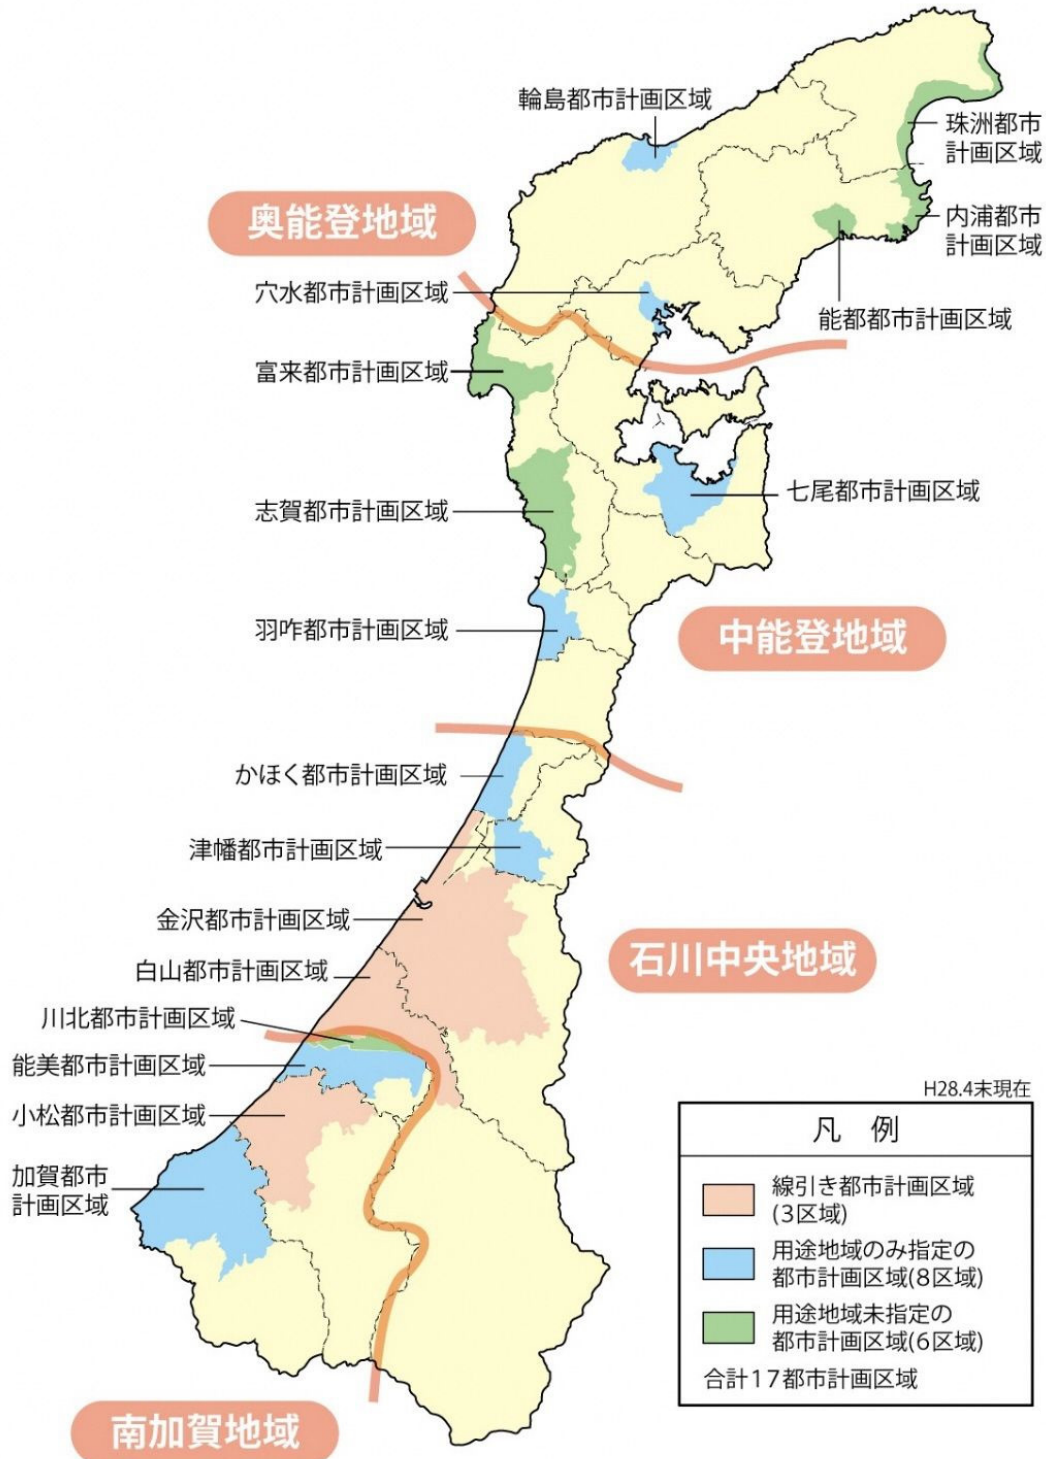 輪島都市計画区域
珠洲都市
計画区域
奥能登地域
内浦都市
計画区域
穴水都市計画区域
能都都市計画区域
富来都市計画区域
七尾都市計画区域
志賀都市計画区域
羽咋都市計画区域
中能登地域
かほく都市計画区域
津幡都市計画区域
金沢都市計画区域
石川中央地域
白山都市計画区域
川北都市計画区域
能美都市計画区域
小松都市計画区域
加賀都市
計画区域
南加賀地域
H28.4末現在
凡 例
線引き都市計画区域
(3区域)
用途地域のみ指定の
都市計画区域(8区域)
用途地域未指定の
都市計画区域(6区域)
合計17都市計画区域